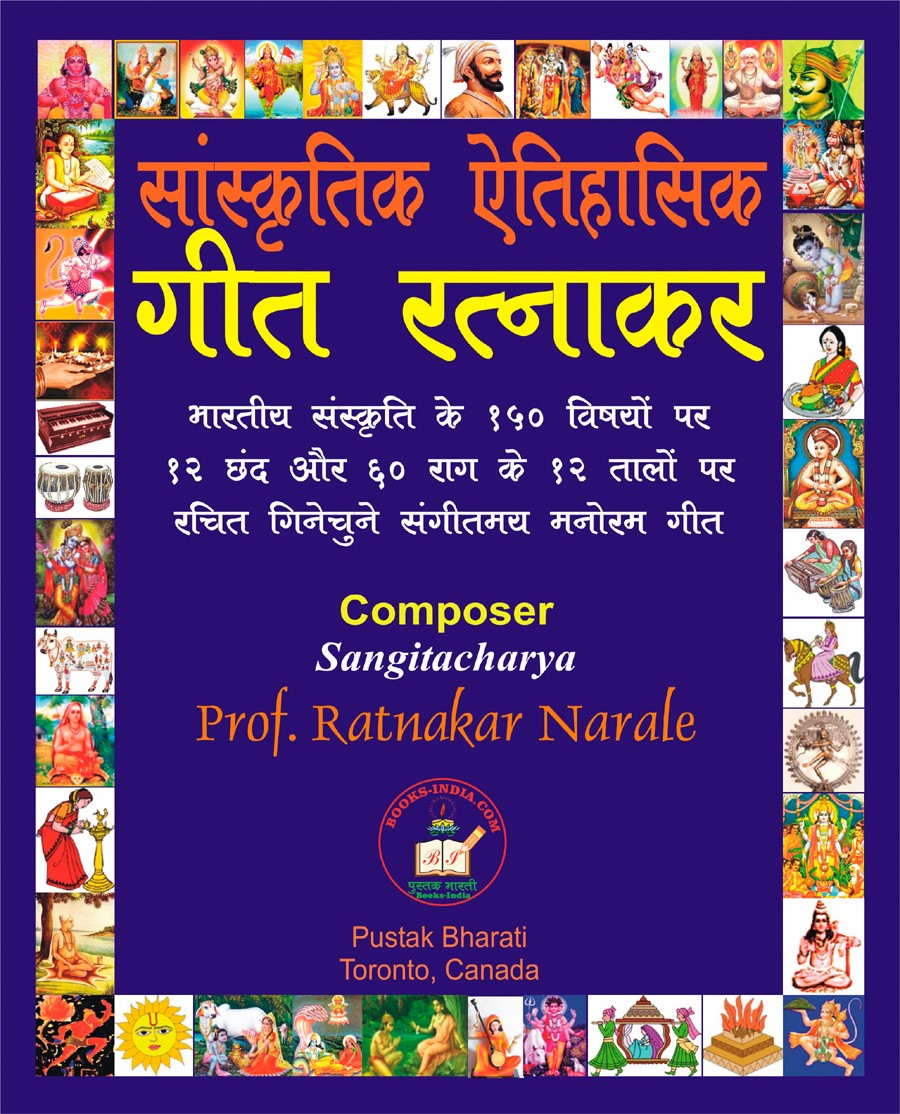 सांस्कृतिक ऐतिहासिक
गीत रत्नाकर
भारतीय संस्कृति के १५० विषयों पर
१२ छंद और ६० राग के १२ तालों पर
रचित गिनेचुने संगीतमय मनोरम गीत
Composer
Sangitacharya
Prof. Ratnakar Narale
BOOKS-INDIA.COM
B I
पुस्तक भारती
Books-India
Pustak Bharati
Toronto, Canada